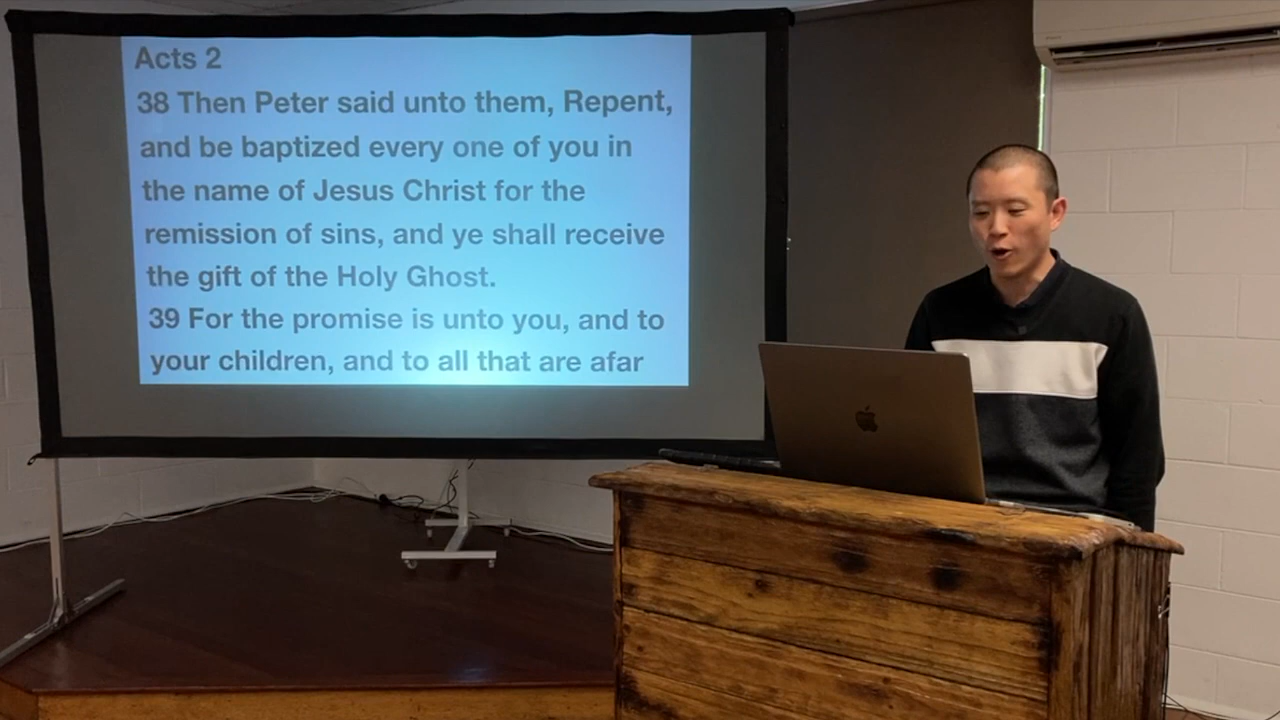 Acts 2
38 Then Peter said unto them, Repent,
and be baptized every one of you in
the name of Jesus Christ for the
remission of sins, and ye shall receive
the gift of the Holy Ghost.
39 For the promise is unto you, and to
your children, and to all that are afar